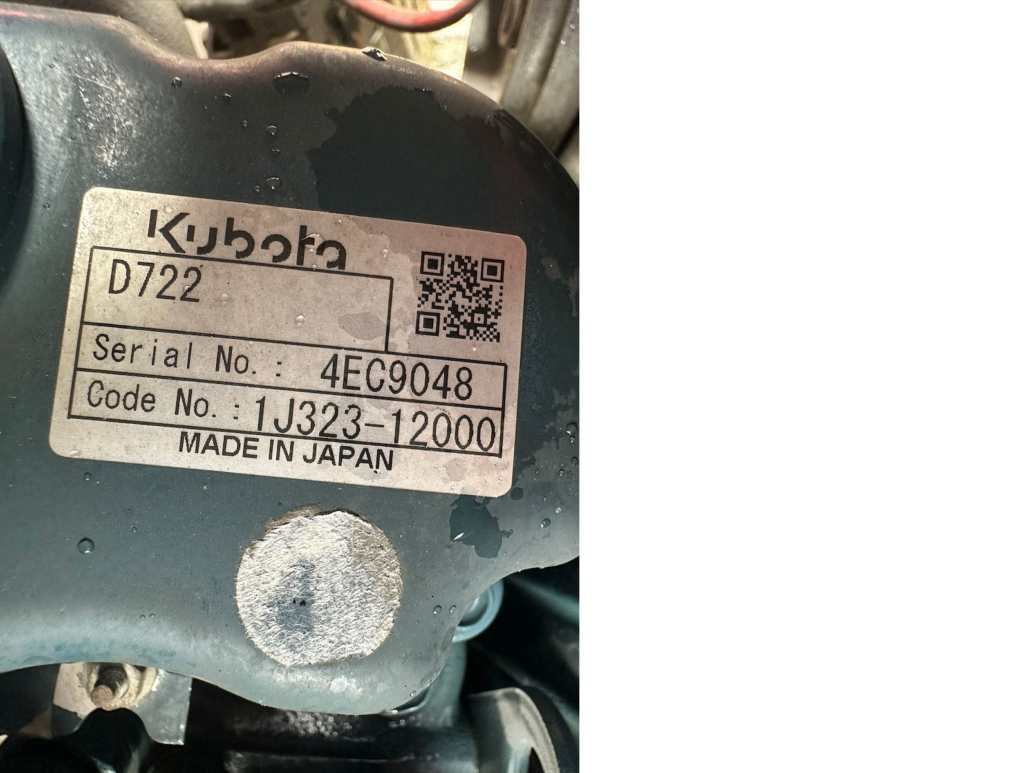 Kubota
D722
Serial No. : 4EC9048
Code No. : 1J323-12000
MADE IN JAPAN